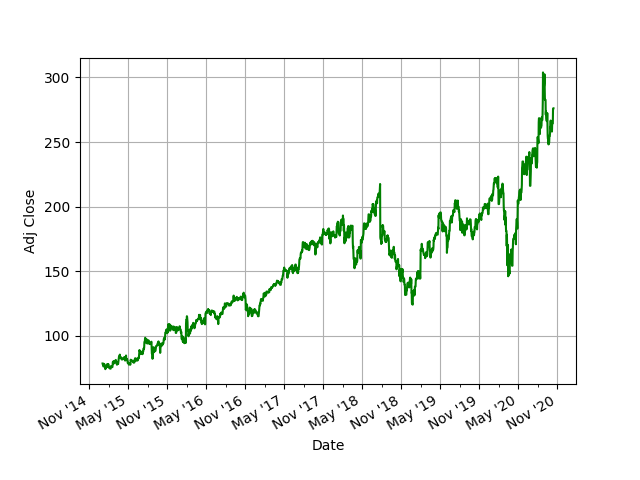 300
250
200
150
100
Adj Close
Nov '14
May '15
Nov '15
May '16
Nov '16
May '17
Nov '17
May '18
Nov '18
May '19
Nov '19
May '20
Nov '20
Date